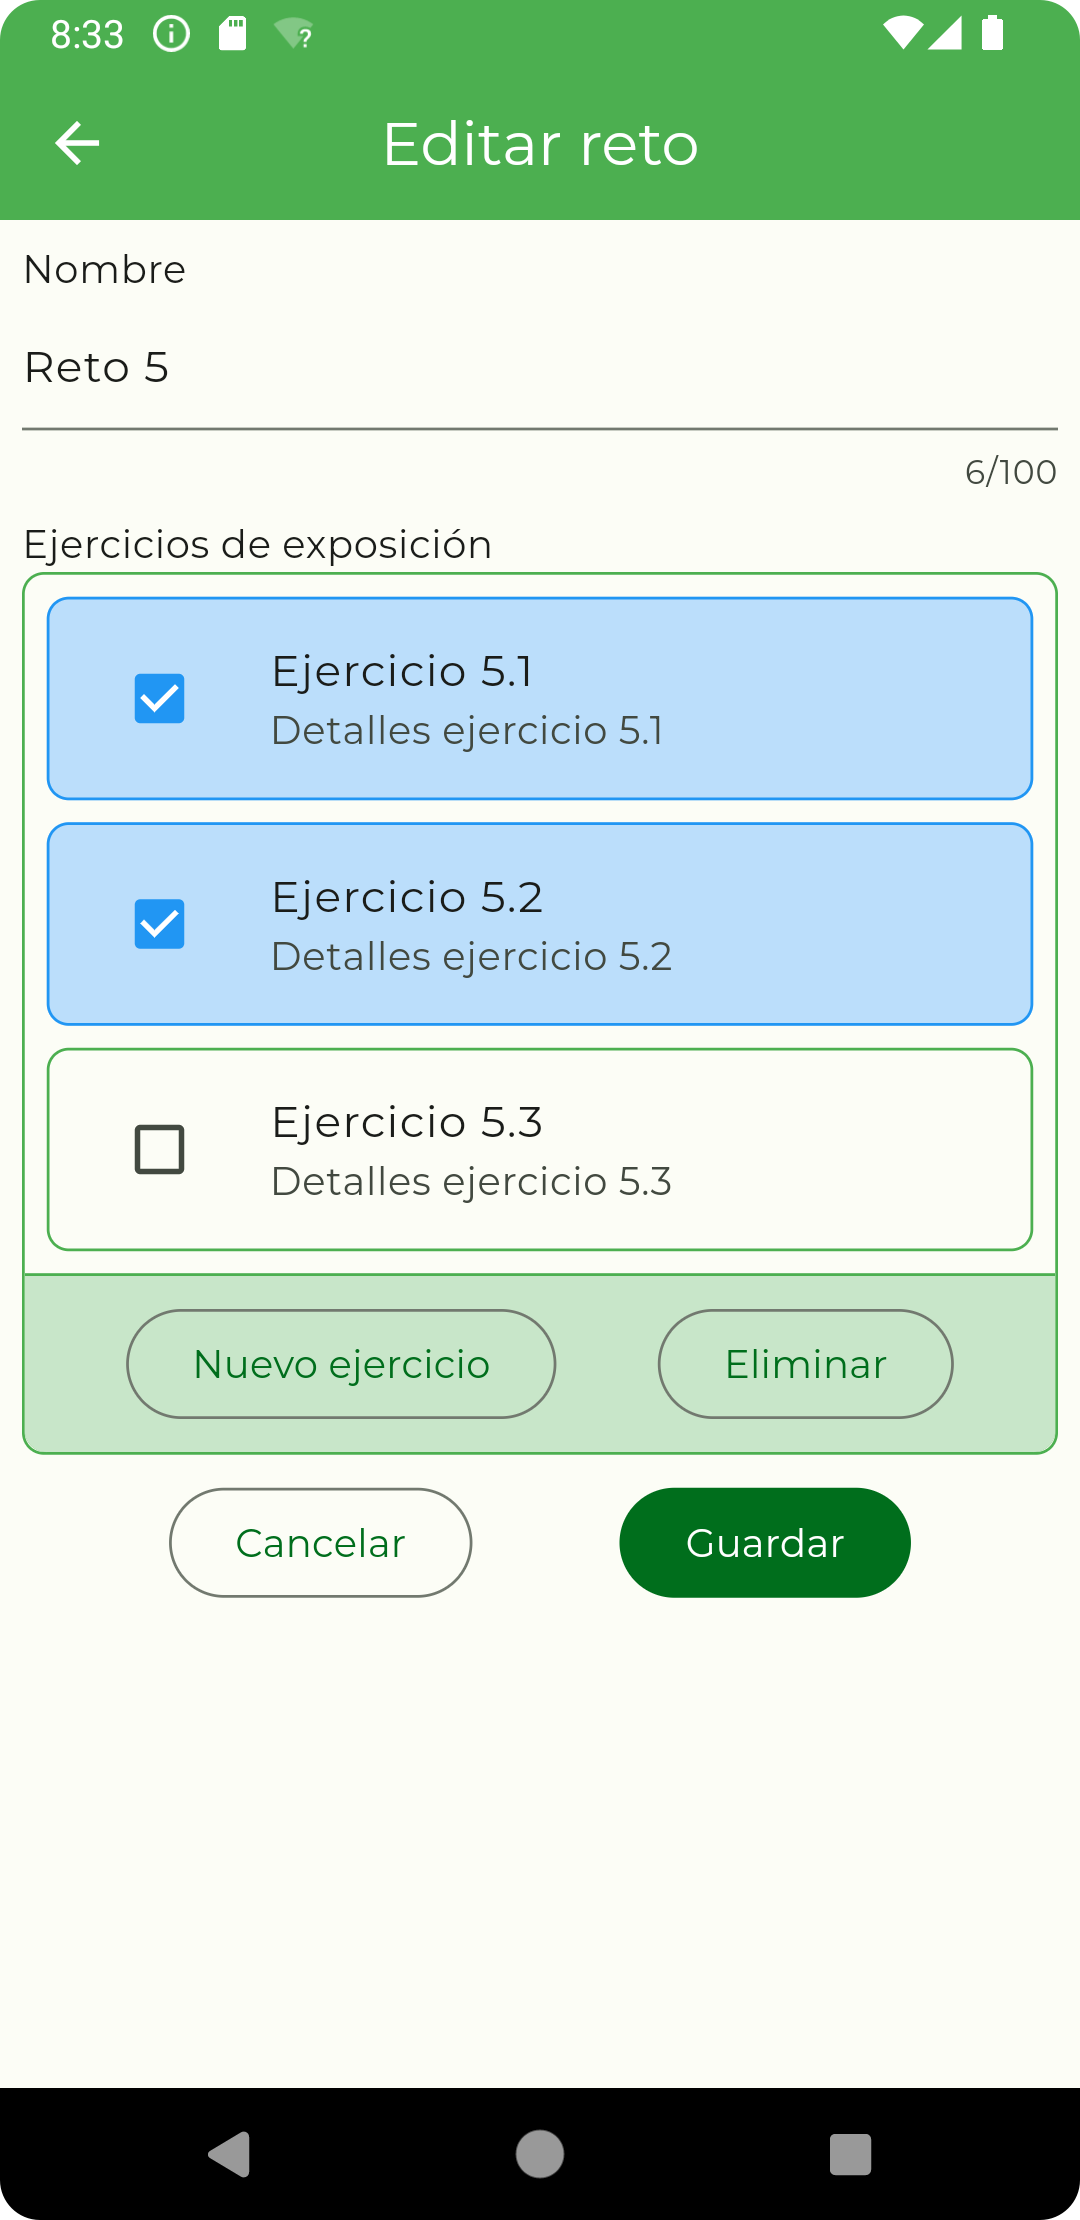 8:33
Editar reto
Nombre
Reto 5
6/100
Ejercicios de exposición
Ejercicio 5.1
Detalles ejercicio 5.1
Ejercicio 5.2
Detalles ejercicio 5.2
Ejercicio 5.3
Detalles ejercicio 5.3
Nuevo ejercicio Eliminar
Cancelar Guardar